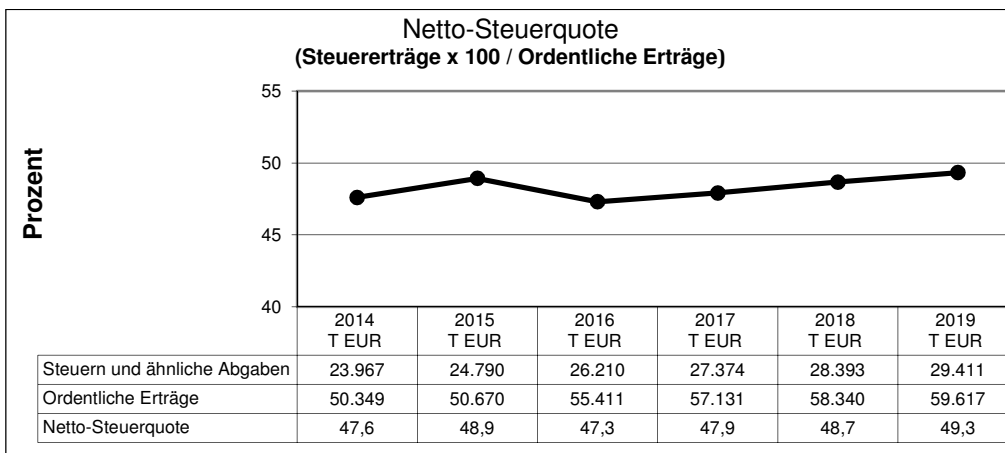 Netto-Steuerquote
(Steuererträge x 100 / Ordentliche Erträge)
Prozent
55
50
45
40
2014 2015 2016 2017 2018 2019
T EUR T EUR T EUR T EUR T EUR T EUR
Steuern und ähnliche Abgaben 23.967 24.790 26.210 27.374 28.393 29.411
Ordentliche Erträge 50.349 50.670 55.411 57.131 58.340 59.617
Netto-Steuerquote 47,6 48,9 47,3 47,9 48,7 49,3